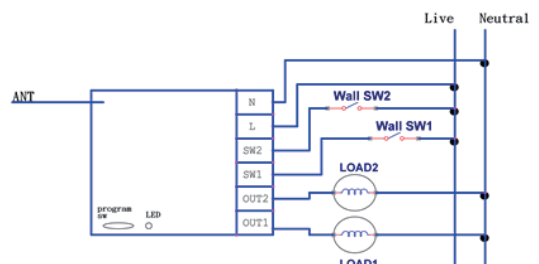 Live Neutral
ANT
N
L
SW2
SW1
OUT2
OUT1
Wall SW2
Wall SW1
LOAD2
LOAD1
program
sw
LED